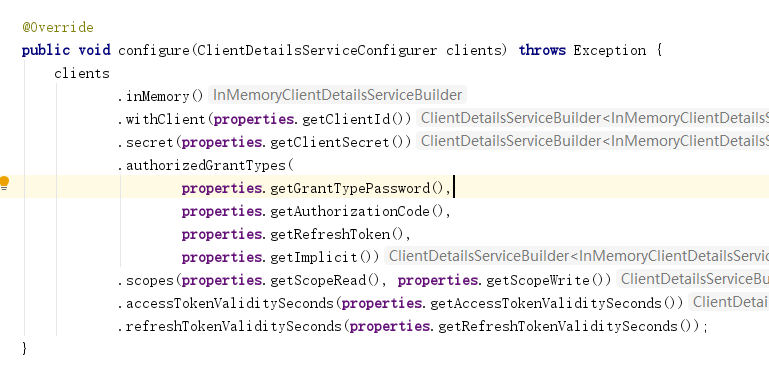 @Override
public void configure(ClientDetailsServiceConfigurer clients) throws Exception {
clients
.inMemory() InMemoryClientDetailsServiceBuilder
.withClient(properties.getClientId()) ClientDetailsServiceBuilder<InMemoryClientDetailsS
.secret(properties.getClientSecret()) ClientDetailsServiceBuilder<InMemoryClientDetailsS
.authorizedGrantTypes(
properties.getGrantTypePassword(),
properties.getAuthorizationCode(),
properties.getRefreshToken(),
properties.getImplicit()) ClientDetailsServiceBuilder<InMemoryClientDetailsService
.scopes(properties.getScopeRead(), properties.getScopeWrite()) ClientDetailsServiceBu
.accessTokenValiditySeconds(properties.getAccessTokenValiditySeconds()) ClientDetai
.refreshTokenValiditySeconds(properties.getRefreshTokenValiditySeconds());
}